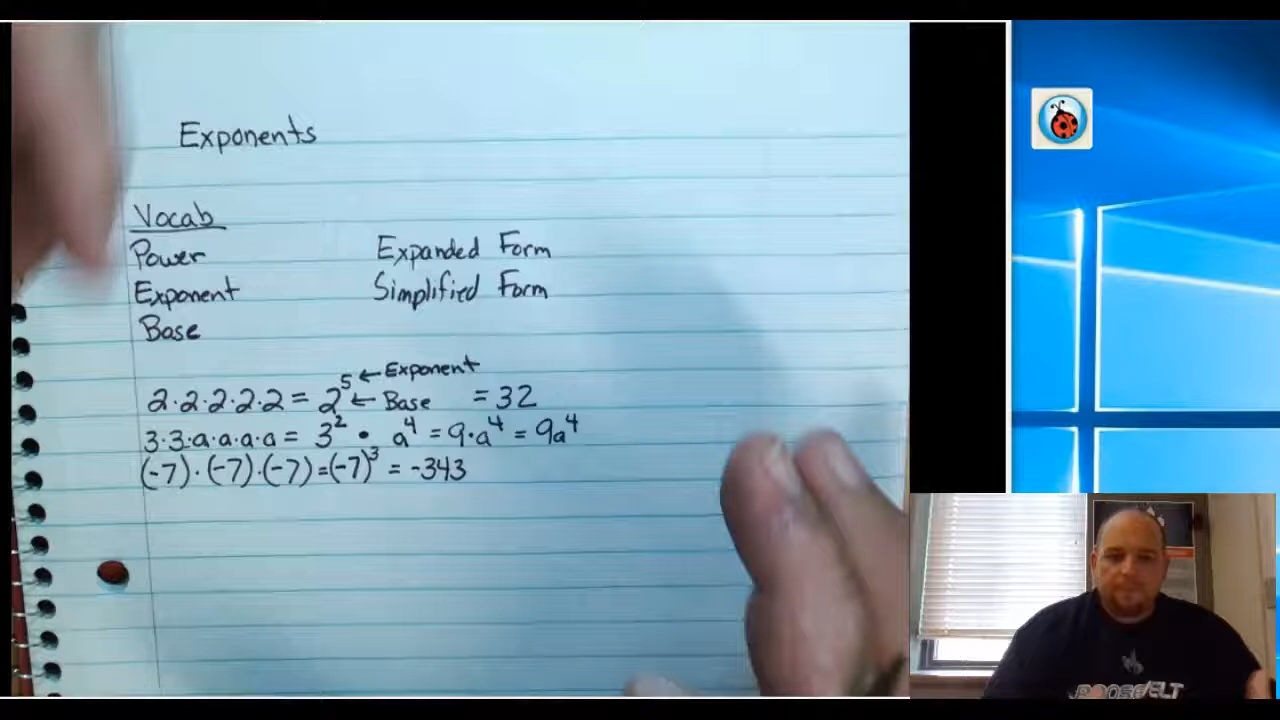 Exponents
Vocab
Power Expanded Form
Exponent Simplified Form
Base
2·2·2·2·2 = 2⁵ ← Exponent ← Base = 32
3·3·a·a·a·a = 3² • a⁴ = 9·a⁴ = 9a⁴
(-7)·(-7)·(-7) = (-7)³ = -343
ROOSEVELT